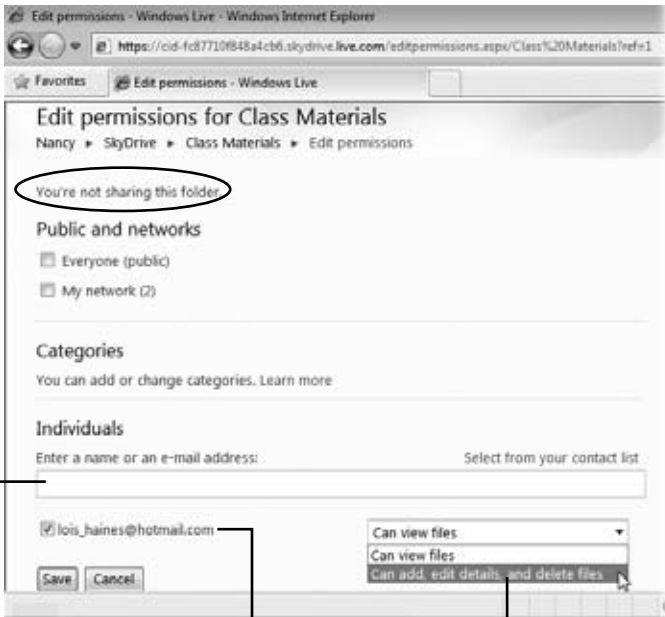 Edit permissions - Windows Live - Windows Internet Explorer
https://cid-fc87710f848a4cb6.skydrive.live.com/editpermissions.aspx/Class%20Materials?ref=1
Favorites Edit permissions - Windows Live
Edit permissions for Class Materials
Nancy ▸ SkyDrive ▸ Class Materials ▸ Edit permissions
You're not sharing this folder.
Public and networks
Everyone (public)
My network (2)
Categories
You can add or change categories. Learn more
Individuals
Enter a name or an e-mail address: Select from your contact list
lois_haines@hotmail.com Can view files
Can view files
Can add, edit details, and delete files
Save Cancel